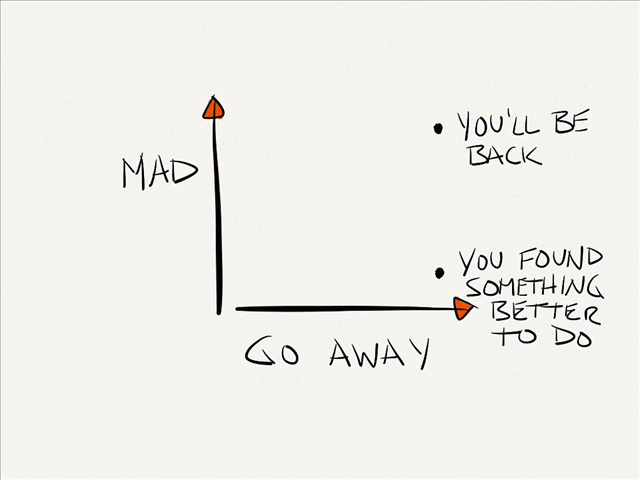 YOU'LL BE
BACK
MAD
YOU FOUND
SOMETHING
BETTER
TO DO
GO AWAY